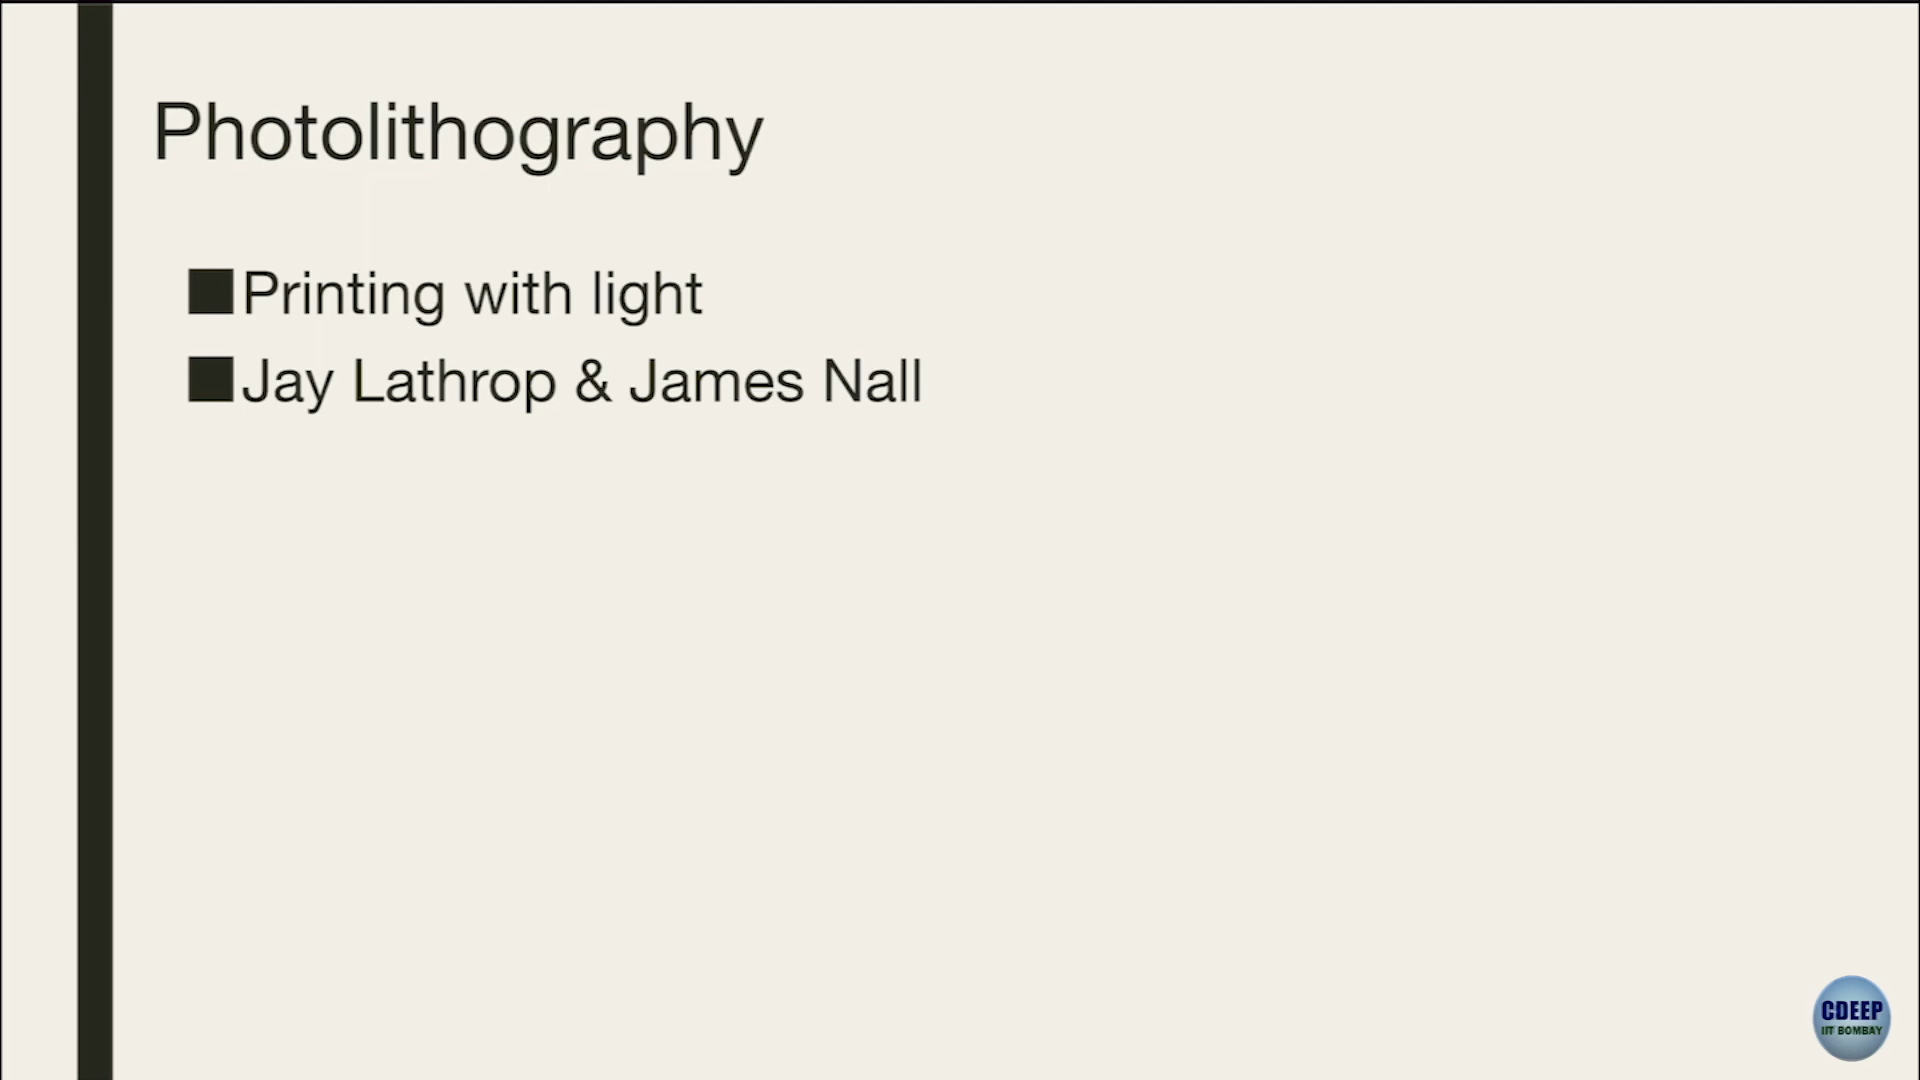 Photolithography
Printing with light
Jay Lathrop & James Nall
CDEEP
IIT BOMBAY